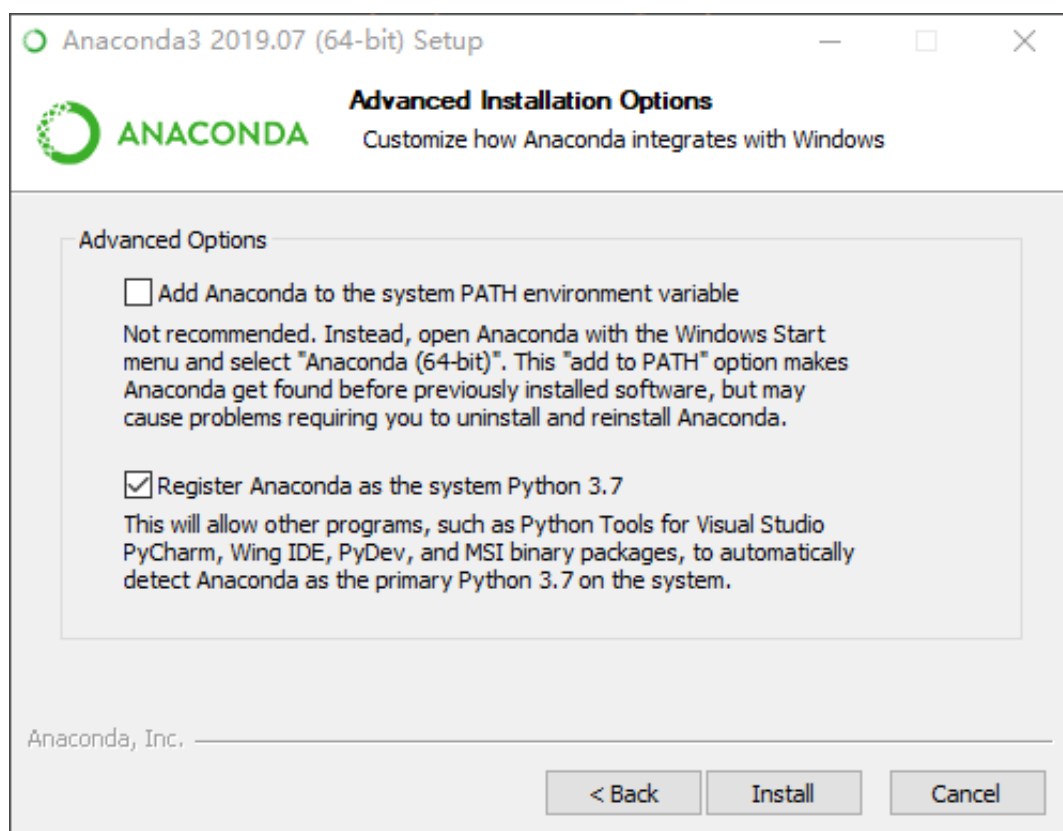 Anaconda3 2019.07 (64-bit) Setup
ANACONDA
Advanced Installation Options
Customize how Anaconda integrates with Windows
Advanced Options
Add Anaconda to the system PATH environment variable
Not recommended. Instead, open Anaconda with the Windows Start
menu and select "Anaconda (64-bit)". This "add to PATH" option makes
Anaconda get found before previously installed software, but may
cause problems requiring you to uninstall and reinstall Anaconda.
Register Anaconda as the system Python 3.7
This will allow other programs, such as Python Tools for Visual Studio
PyCharm, Wing IDE, PyDev, and MSI binary packages, to automatically
detect Anaconda as the primary Python 3.7 on the system.
Anaconda, Inc.
< Back
Install
Cancel